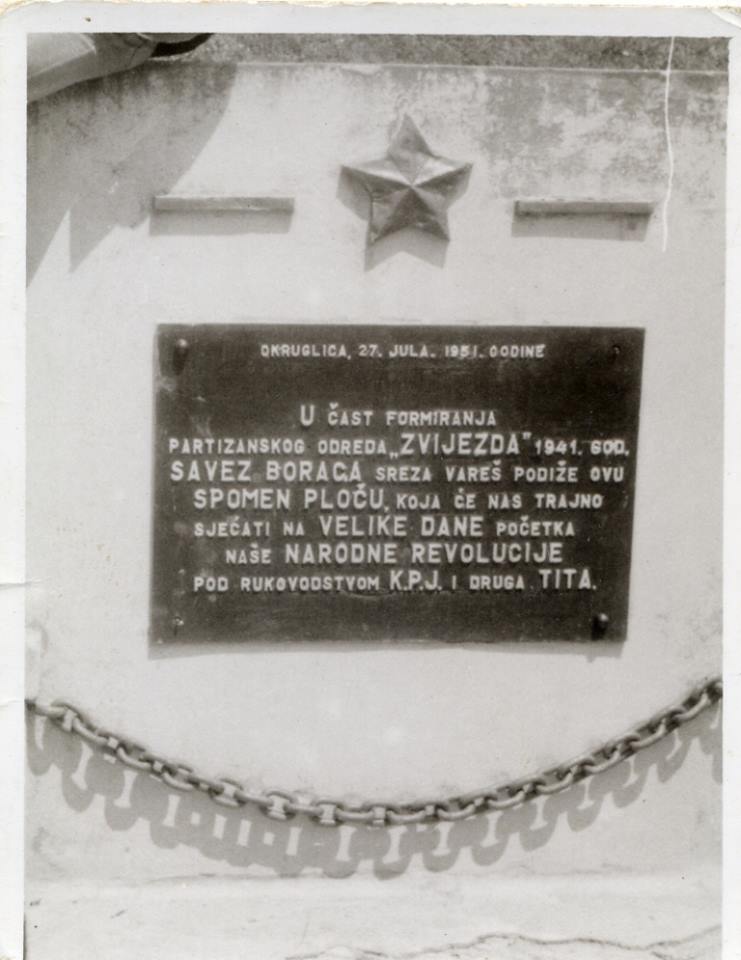 OKRUGLICA, 27. JULA. 1951. GODINE
U ČAST FORMIRANJA
PARTIZANSKOG ODREDA „ZVIJEZDA" 1941. GOD.
SAVEZ BORACA SREZA VAREŠ PODIŽE OVU
SPOMEN PLOČU, KOJA ĆE NAS TRAJNO
SJEĆATI NA VELIKE DANE POČETKA
NAŠE NARODNE REVOLUCIJE
POD RUKOVODSTVOM K.P.J. I DRUGA TITA.